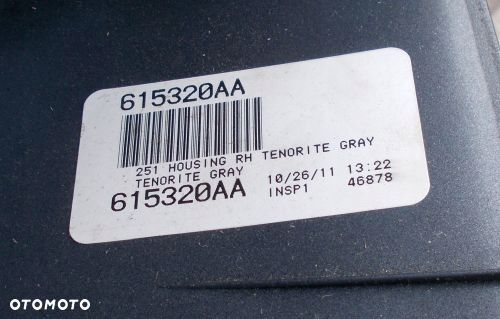 615320AA
251 HOUSING RH TENORITE GRAY
TENORITE GRAY 10/26/11 13:22
615320AA INSP1 46878
OTOMOTO